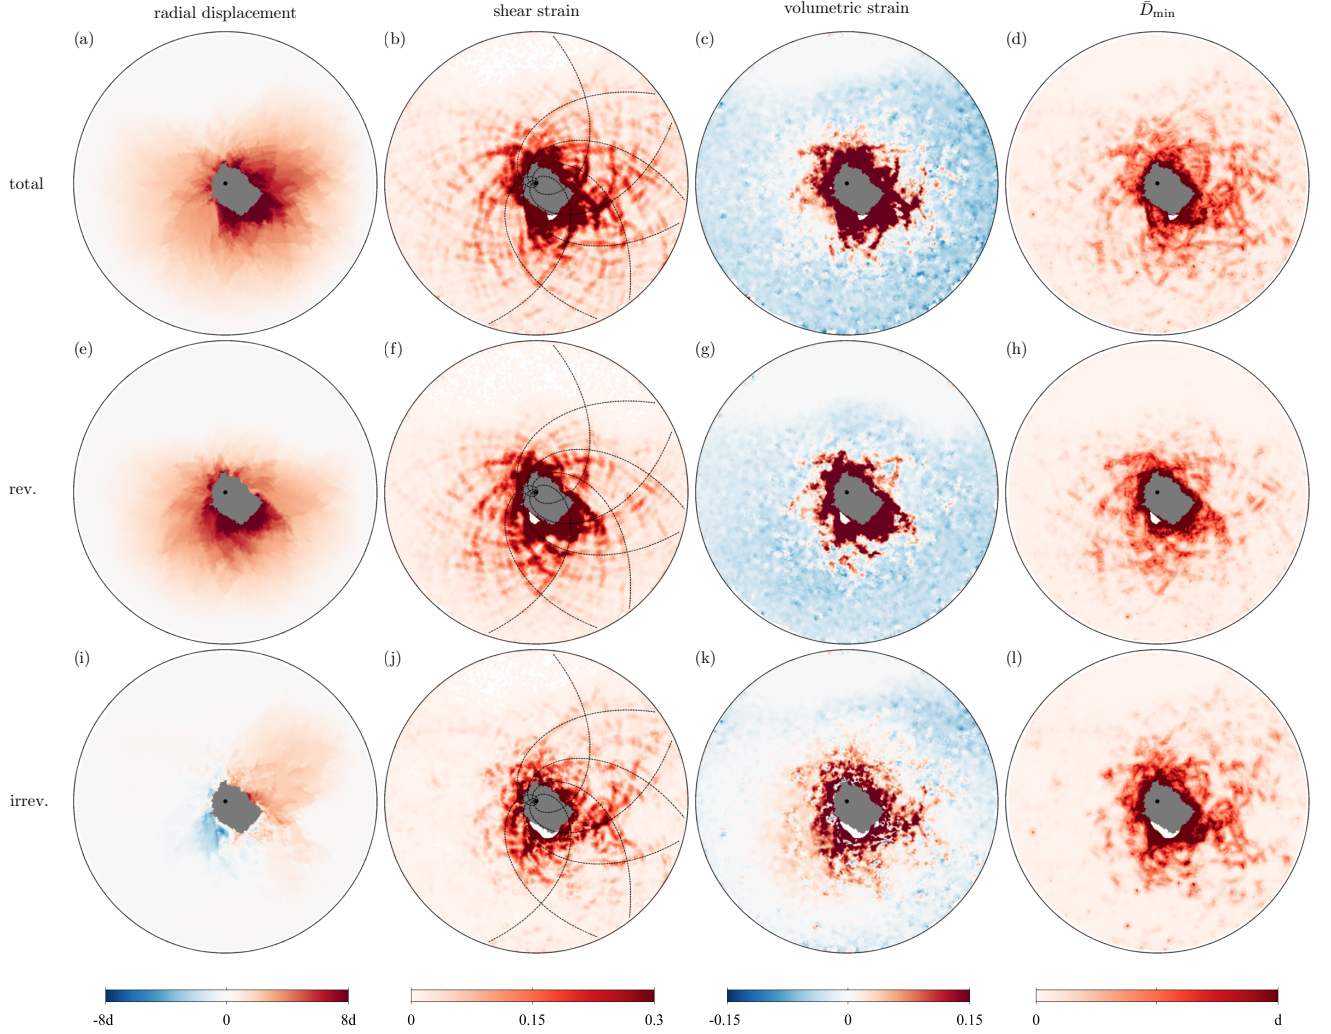 radial displacement shear strain volumetric strain D̄min
(a) (b) (c) (d)
total
(e) (f) (g) (h)
rev.
(i) (j) (k) (l)
irrev.
-8d 0 8d 0 0.15 0.3 -0.15 0 0.15 0 d